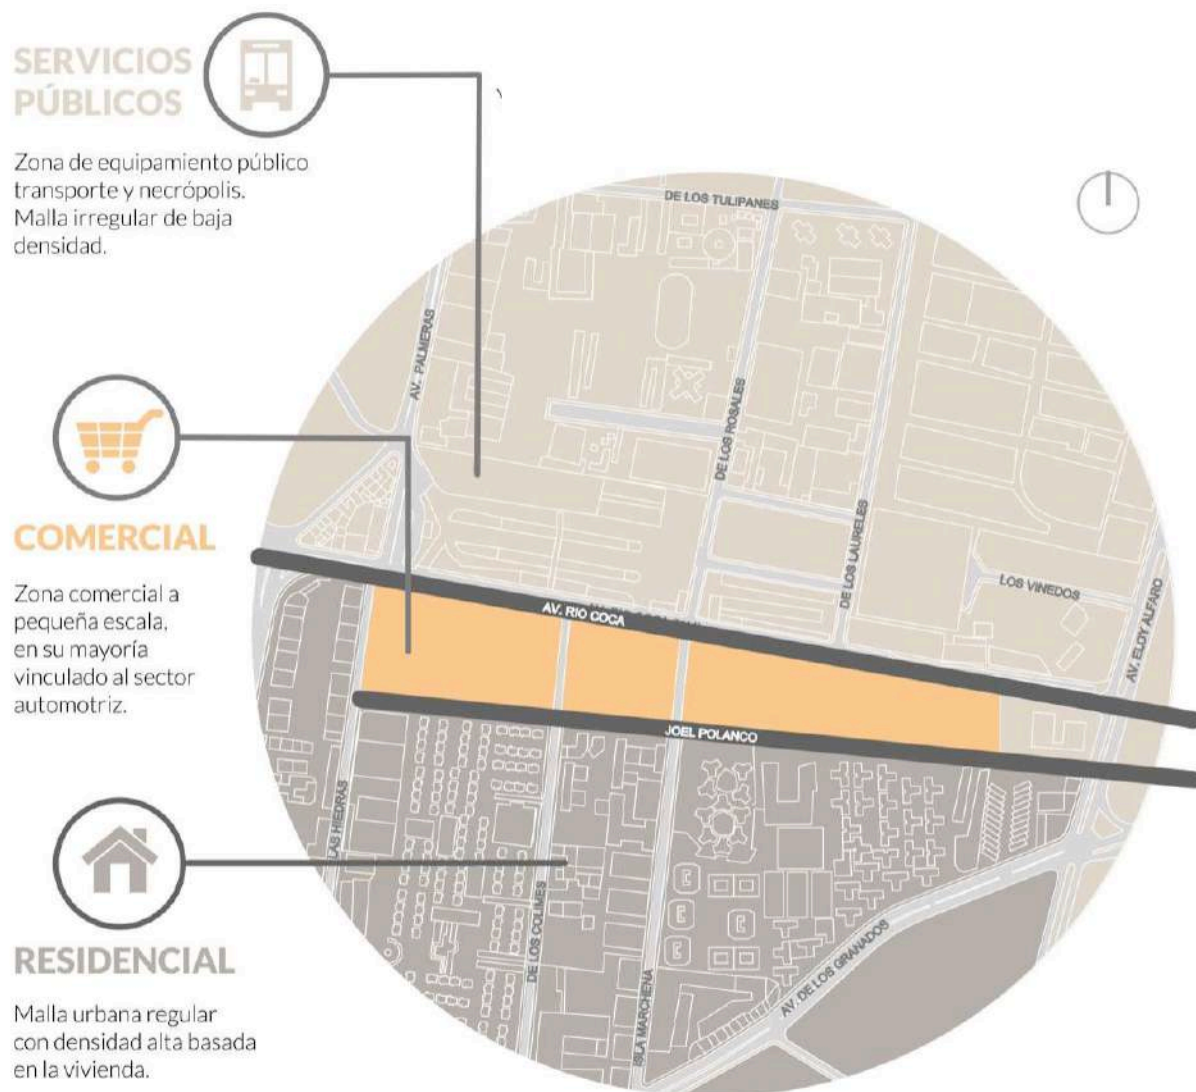 SERVICIOS
PÚBLICOS
Zona de equipamiento público
transporte y necrópolis.
Malla irregular de baja
densidad.
COMERCIAL
Zona comercial a
pequeña escala,
en su mayoría
vinculado al sector
automotriz.
RESIDENCIAL
Malla urbana regular
con densidad alta basada
en la vivienda.
DE LOS TULIPANES
AV. PALMERAS
DE LOS ROSALES
DE LOS LAURELES
LOS VINEDOS
AV. ELOY ALFARO
AV. RIO COCA
JOEL POLANCO
LAS HIEDRAS
DE LOS COLIMES
ISLA MARCHENA
AV. DE LOS GRANADOS